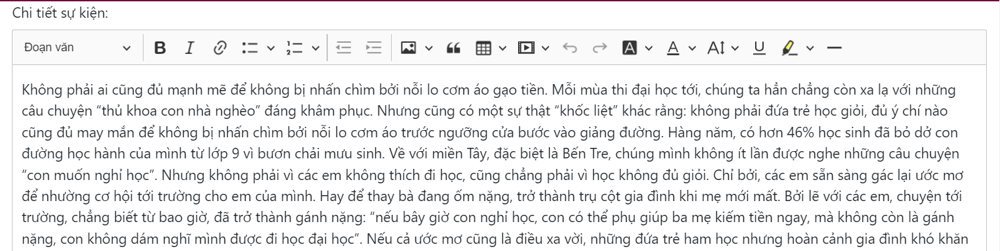 Chi tiết sự kiện:
Đoạn văn
Không phải ai cũng đủ mạnh mẽ để không bị nhấn chìm bởi nỗi lo cơm áo gạo tiền. Mỗi mùa thi đại học tới, chúng ta hẳn chẳng còn xa lạ với những
câu chuyện “thủ khoa con nhà nghèo” đáng khâm phục. Nhưng cũng có một sự thật “khốc liệt” khác rằng: không phải đứa trẻ học giỏi, đủ ý chí nào
cũng đủ may mắn để không bị nhấn chìm bởi nỗi lo cơm áo trước ngưỡng cửa bước vào giảng đường. Hàng năm, có hơn 46% học sinh đã bỏ dở con
đường học hành của mình từ lớp 9 vì bươn chải mưu sinh. Về với miền Tây, đặc biệt là Bến Tre, chúng mình không ít lần được nghe những câu chuyện
“con muốn nghỉ học”. Nhưng không phải vì các em không thích đi học, cũng chẳng phải vì học không đủ giỏi. Chỉ bởi, các em sẵn sàng gác lại ước mơ
để nhường cơ hội tới trường cho em của mình. Hay để thay bà đang ốm nặng, trở thành trụ cột gia đình khi mẹ mới mất. Bởi lẽ với các em, chuyện tới
trường, chẳng biết từ bao giờ, đã trở thành gánh nặng: “nếu bây giờ con nghỉ học, con có thể phụ giúp ba mẹ kiếm tiền ngay, mà không còn là gánh
nặng, con không dám nghĩ mình được đi học đại học”. Nếu cả ước mơ cũng là điều xa vời, những đứa trẻ ham học nhưng hoàn cảnh gia đình khó khăn